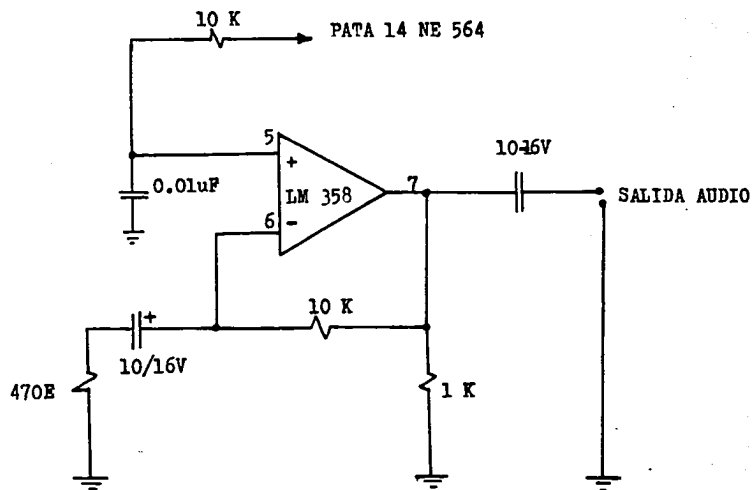 10 K
PATA 14 NE 564
5
+
10-16V
0.01uF
LM 358
7
SALIDA AUDIO
6
-
+
10 K
10/16V
470E
1 K